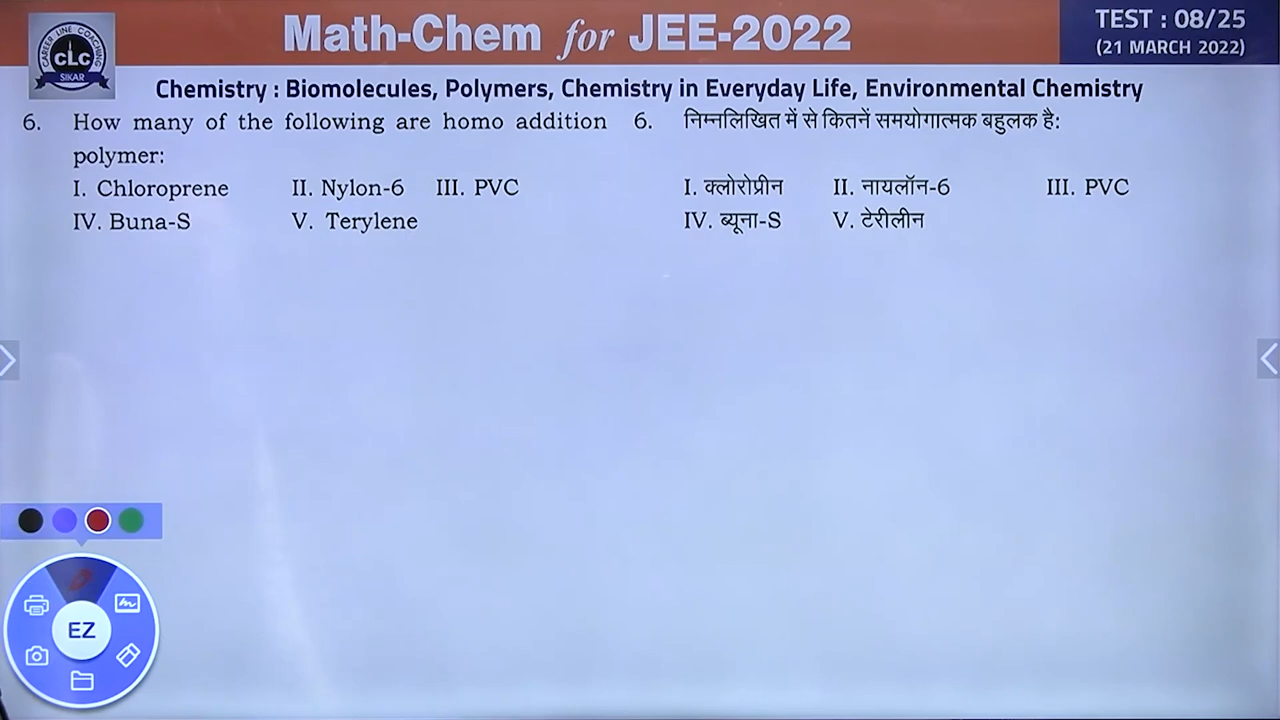 CAREER LINE COACHING
CLC
SIKAR
Math-Chem for JEE-2022
TEST : 08/25
(21 MARCH 2022)
Chemistry : Biomolecules, Polymers, Chemistry in Everyday Life, Environmental Chemistry
6. How many of the following are homo addition
polymer:
I. Chloroprene II. Nylon-6 III. PVC
IV. Buna-S V. Terylene
6. निम्नलिखित में से कितनें समयोगात्मक बहुलक है:
I. क्लोरोप्रीन II. नायलॉन-6 III. PVC
IV. ब्यूना-S V. टेरीलीन
EZ